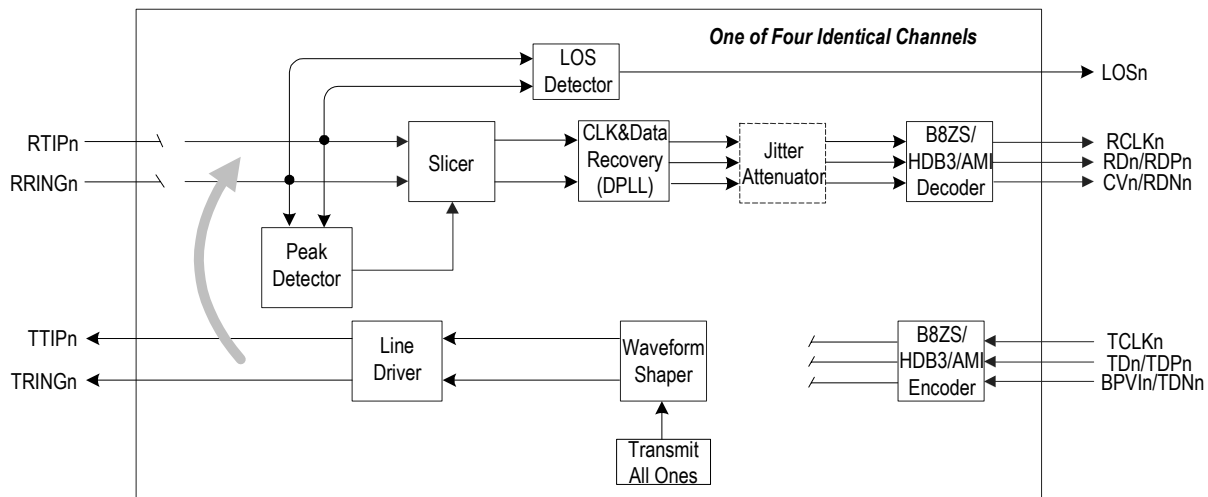 One of Four Identical Channels
LOS
Detector
LOSn
RTIPn
RRINGn
Slicer
CLK&Data
Recovery
(DPLL)
Jitter
Attenuator
B8ZS/
HDB3/AMI
Decoder
RCLKn
RDn/RDPn
CVn/RDNn
Peak
Detector
TTIPn
TRINGn
Line
Driver
Waveform
Shaper
B8ZS/
HDB3/AMI
Encoder
TCLKn
TDn/TDPn
BPVIn/TDNn
Transmit
All Ones